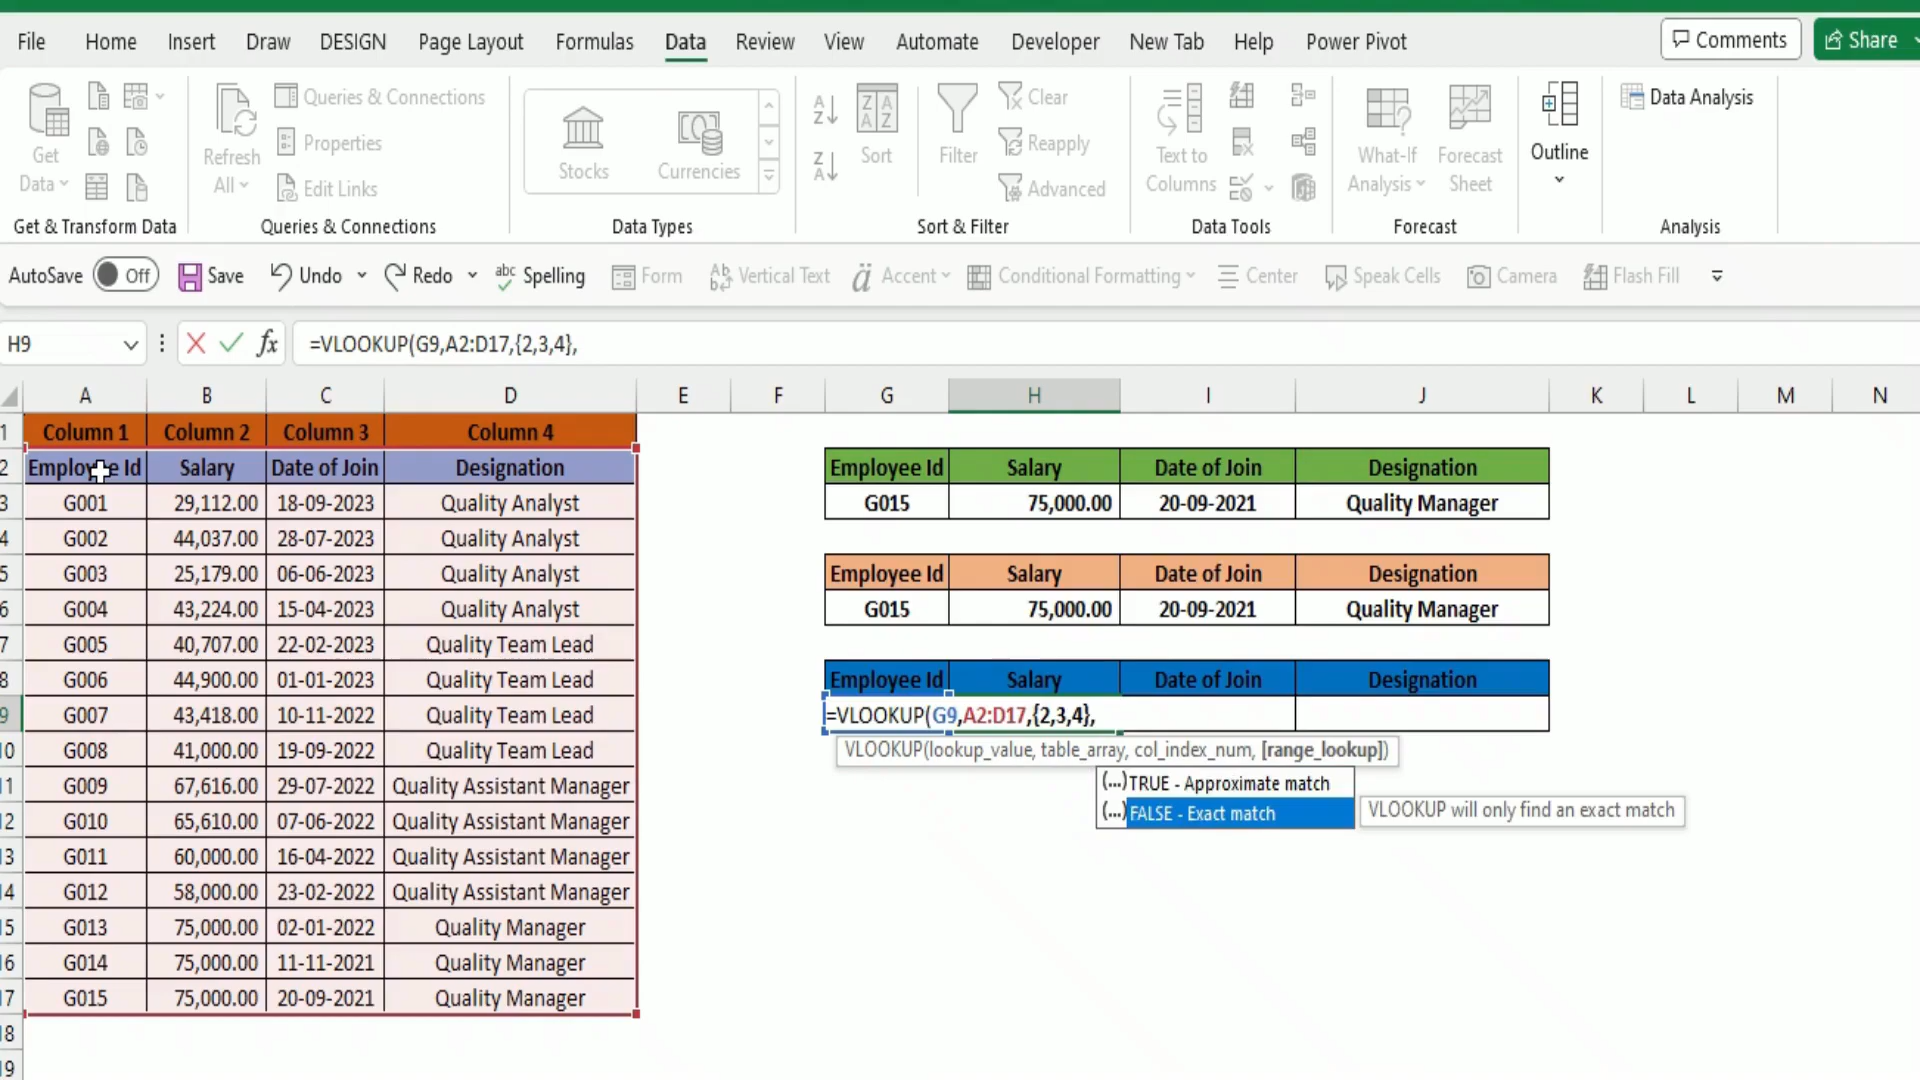 File Home Insert Draw DESIGN Page Layout Formulas Data Review View Automate Developer New Tab Help Power Pivot Comments Share
Get Data
Refresh All
Queries & Connections
Properties
Edit Links
Stocks Currencies
Sort
Filter
Clear
Reapply
Advanced
Text to Columns
What-If Analysis
Forecast Sheet
Outline
Data Analysis
Get & Transform Data Queries & Connections Data Types Sort & Filter Data Tools Forecast Analysis
AutoSave Off Save Undo Redo Spelling Form Vertical Text Accent Conditional Formatting Center Speak Cells Camera Flash Fill
H9 fx =VLOOKUP(G9,A2:D17,{2,3,4},
A B C D E F G H I J K L M N
1 Column 1 Column 2 Column 3 Column 4
2 Employee Id Salary Date of Join Designation Employee Id Salary Date of Join Designation
3 G001 29,112.00 18-09-2023 Quality Analyst G015 75,000.00 20-09-2021 Quality Manager
4 G002 44,037.00 28-07-2023 Quality Analyst
5 G003 25,179.00 06-06-2023 Quality Analyst Employee Id Salary Date of Join Designation
6 G004 43,224.00 15-04-2023 Quality Analyst G015 75,000.00 20-09-2021 Quality Manager
7 G005 40,707.00 22-02-2023 Quality Team Lead
8 G006 44,900.00 01-01-2023 Quality Team Lead Employee Id Salary Date of Join Designation
9 G007 43,418.00 10-11-2022 Quality Team Lead =VLOOKUP(G9,A2:D17,{2,3,4},
10 G008 41,000.00 19-09-2022 Quality Team Lead VLOOKUP(lookup_value, table_array, col_index_num, [range_lookup])
(...) TRUE - Approximate match
11 G009 67,616.00 29-07-2022 Quality Assistant Manager
(...) FALSE - Exact match VLOOKUP will only find an exact match
12 G010 65,610.00 07-06-2022 Quality Assistant Manager
13 G011 60,000.00 16-04-2022 Quality Assistant Manager
14 G012 58,000.00 23-02-2022 Quality Assistant Manager
15 G013 75,000.00 02-01-2022 Quality Manager
16 G014 75,000.00 11-11-2021 Quality Manager
17 G015 75,000.00 20-09-2021 Quality Manager
18
19